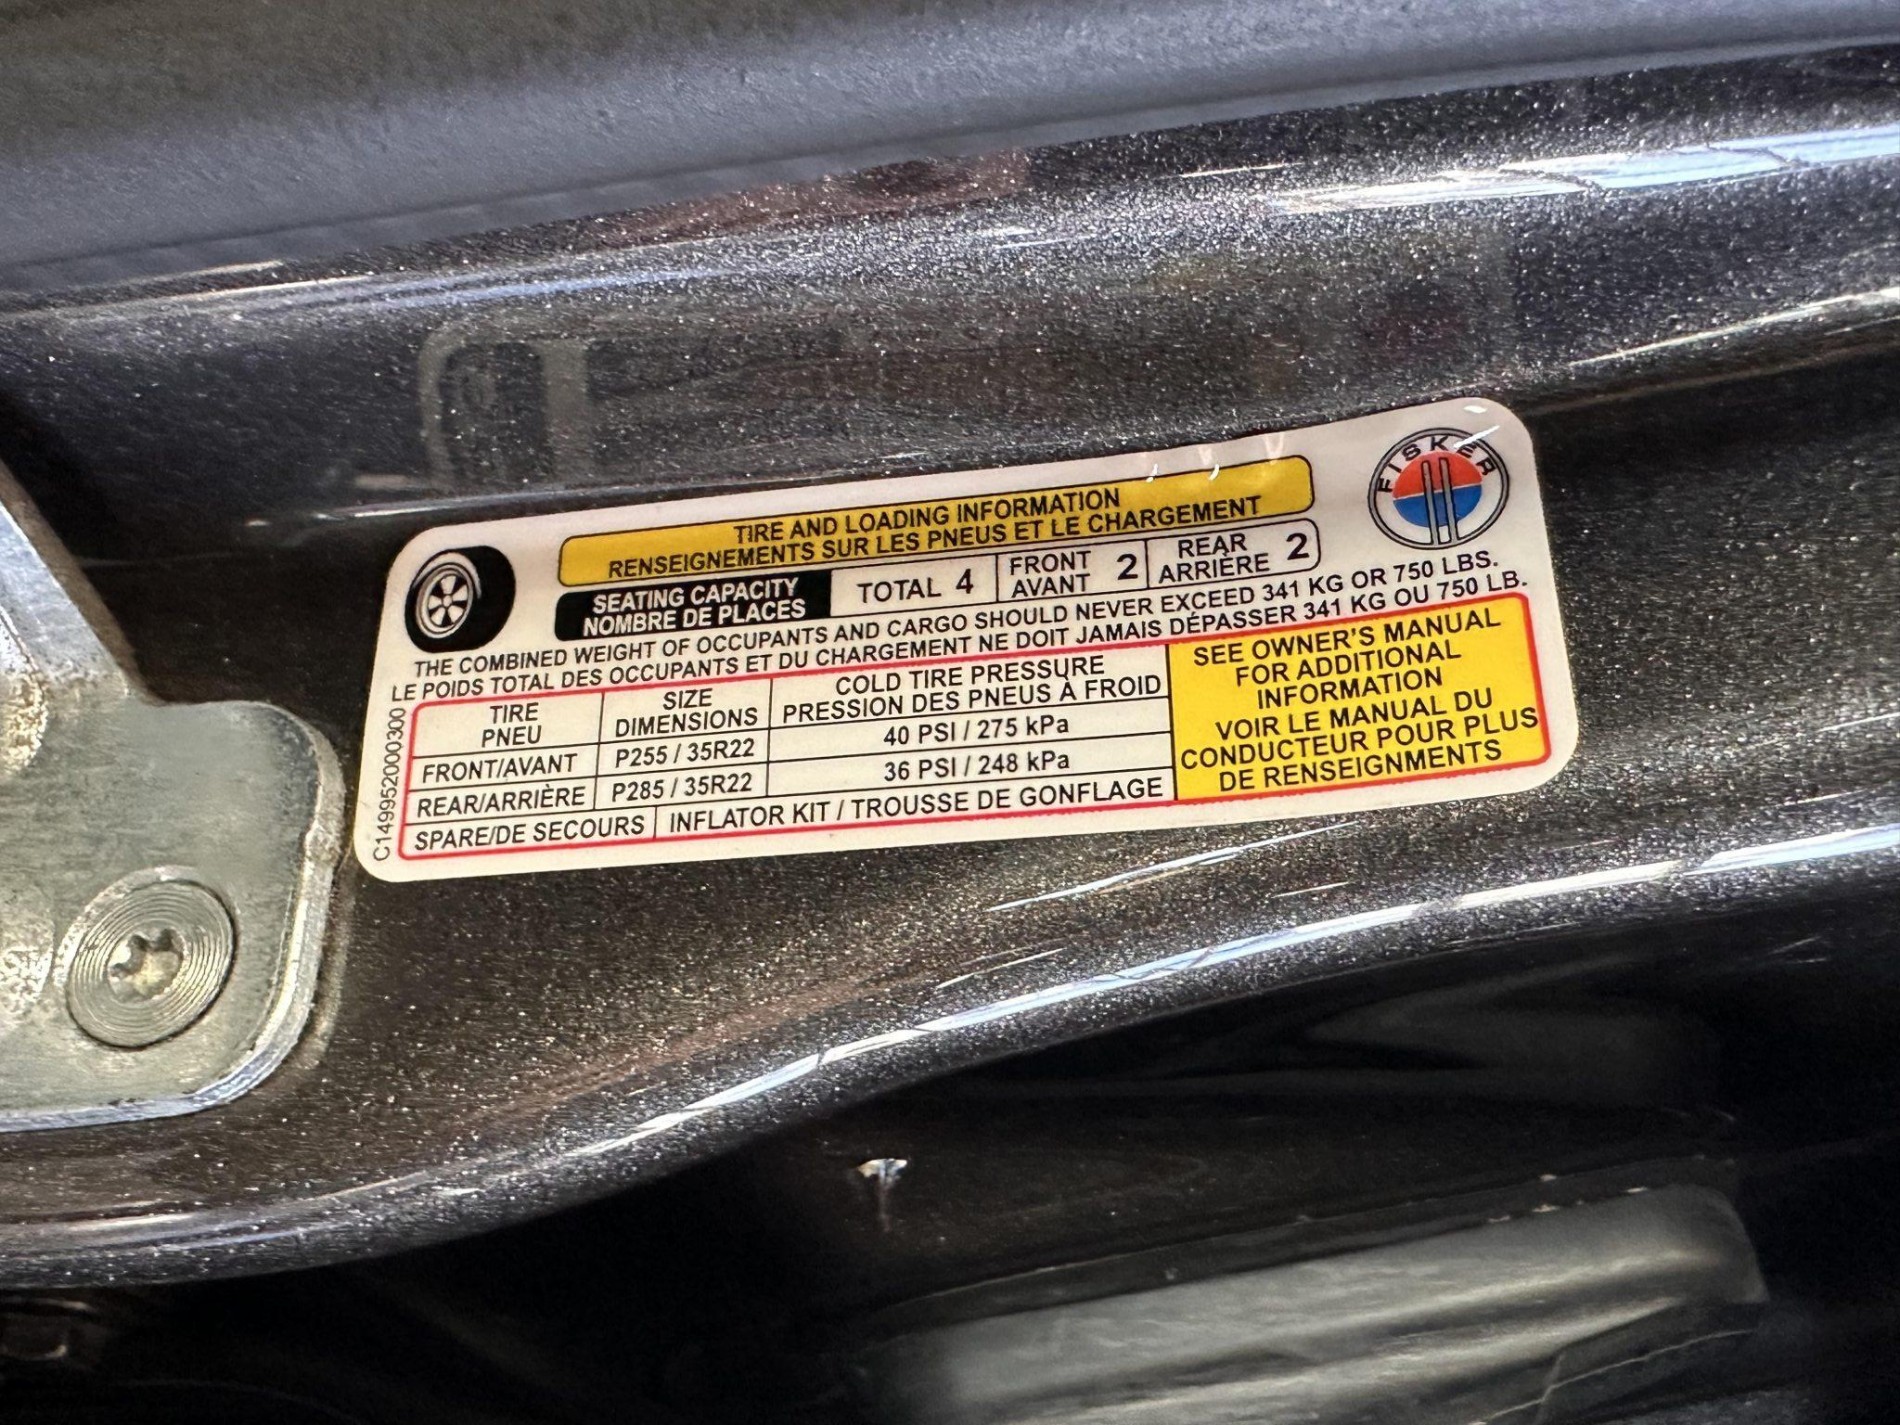 FISKER
TIRE AND LOADING INFORMATION
RENSEIGNEMENTS SUR LES PNEUS ET LE CHARGEMENT
SEATING CAPACITY
NOMBRE DE PLACES
TOTAL 4
FRONT
AVANT 2
REAR
ARRIÈRE 2
THE COMBINED WEIGHT OF OCCUPANTS AND CARGO SHOULD NEVER EXCEED 341 KG OR 750 LBS.
LE POIDS TOTAL DES OCCUPANTS ET DU CHARGEMENT NE DOIT JAMAIS DÉPASSER 341 KG OU 750 LB.
TIRE
PNEU
SIZE
DIMENSIONS
COLD TIRE PRESSURE
PRESSION DES PNEUS À FROID
FRONT/AVANT P255 / 35R22 40 PSI / 275 kPa
REAR/ARRIÈRE P285 / 35R22 36 PSI / 248 kPa
SPARE/DE SECOURS INFLATOR KIT / TROUSSE DE GONFLAGE
SEE OWNER'S MANUAL
FOR ADDITIONAL
INFORMATION
VOIR LE MANUAL DU
CONDUCTEUR POUR PLUS
DE RENSEIGNMENTS
C1499520000300